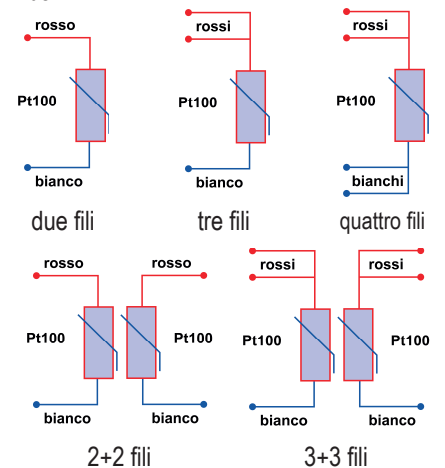 rosso
Pt100
bianco
due fili
rossi
Pt100
bianco
tre fili
rossi
Pt100
bianchi
quattro fili
rosso rosso
Pt100 Pt100
bianco bianco
2+2 fili
rossi rossi
Pt100 Pt100
bianco bianco
3+3 fili